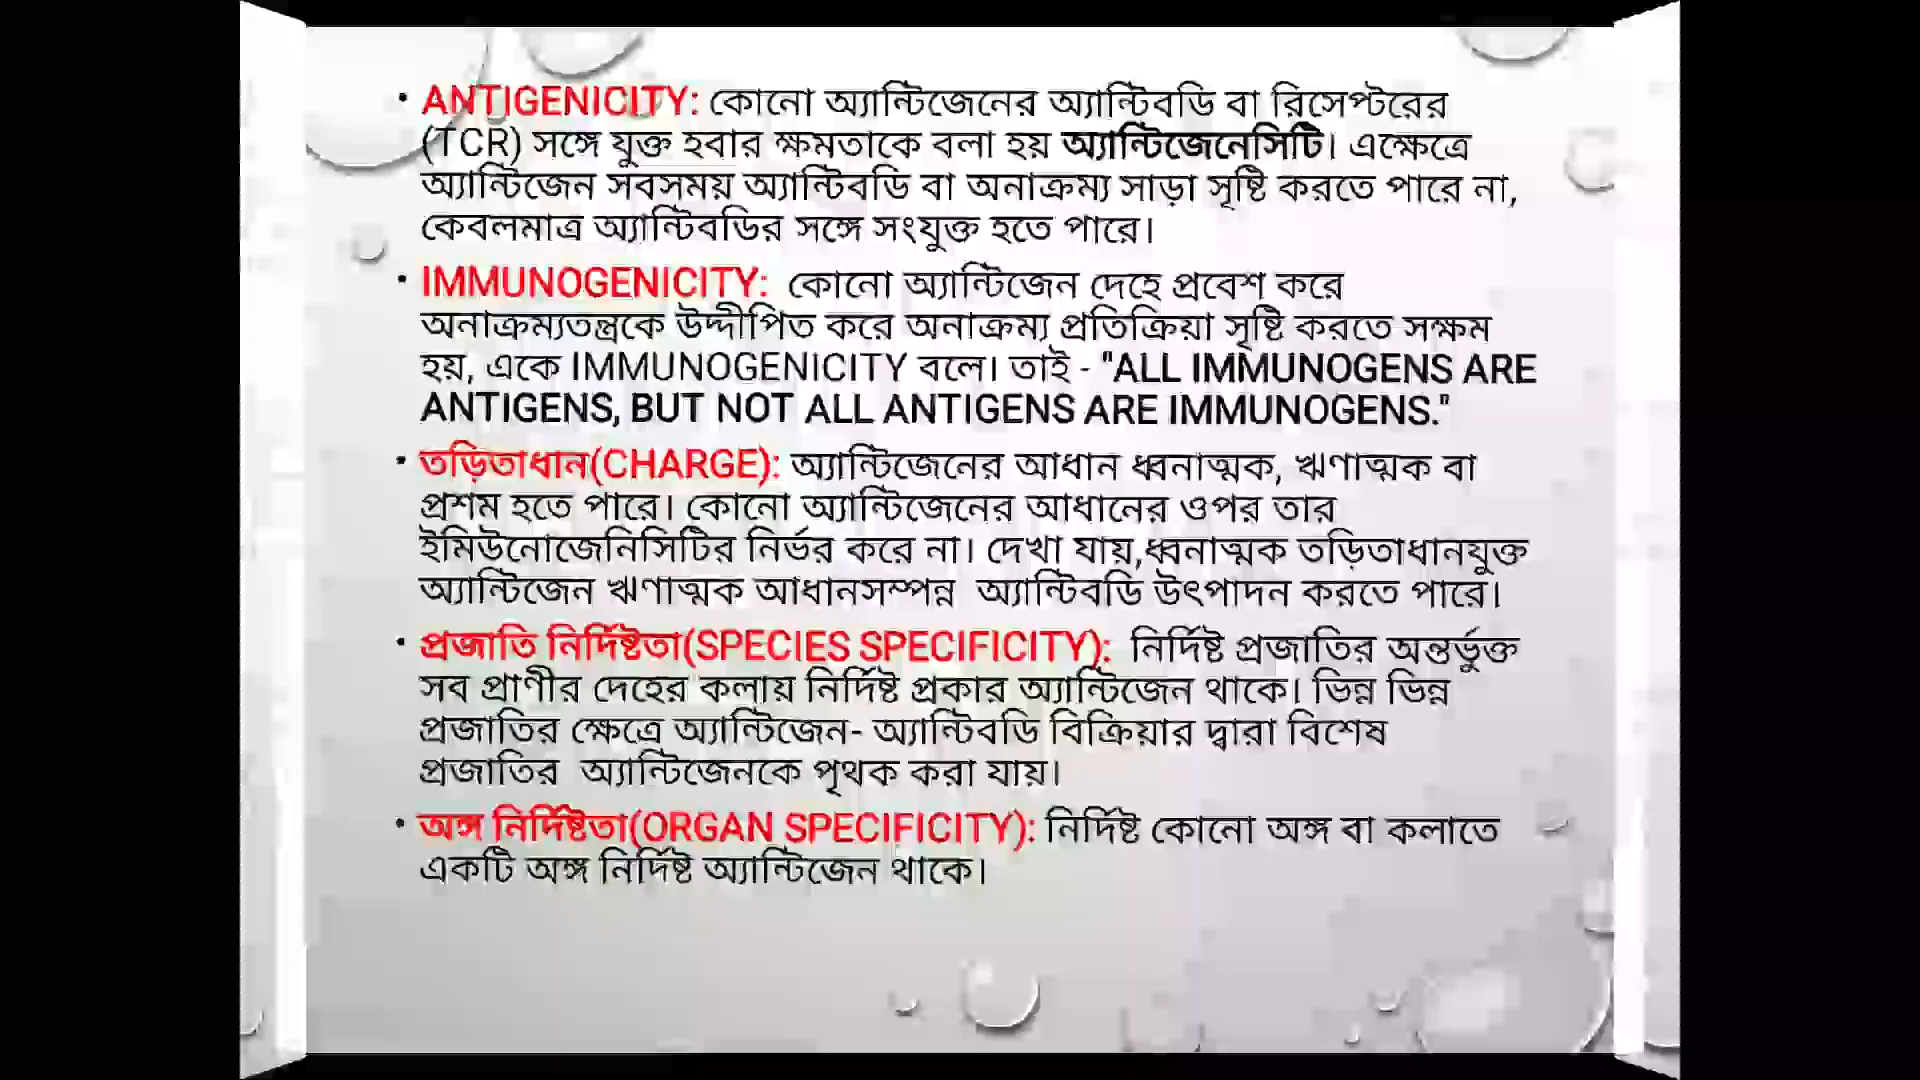 • ANTIGENICITY: কোনো অ্যান্টিজেনের অ্যান্টিবডি বা রিসেপ্টরের
(TCR) সঙ্গে যুক্ত হবার ক্ষমতাকে বলা হয় অ্যান্টিজেনেসিটি। এক্ষেত্রে
অ্যান্টিজেন সবসময় অ্যান্টিবডি বা অনাক্রম্য সাড়া সৃষ্টি করতে পারে না,
কেবলমাত্র অ্যান্টিবডির সঙ্গে সংযুক্ত হতে পারে।
• IMMUNOGENICITY: কোনো অ্যান্টিজেন দেহে প্রবেশ করে
অনাক্রম্যতন্ত্রকে উদ্দীপিত করে অনাক্রম্য প্রতিক্রিয়া সৃষ্টি করতে সক্ষম
হয়, একে IMMUNOGENICITY বলে। তাই - "ALL IMMUNOGENS ARE
ANTIGENS, BUT NOT ALL ANTIGENS ARE IMMUNOGENS."
• তড়িতাধান(CHARGE): অ্যান্টিজেনের আধান ধ্বনাত্মক, ঋণাত্মক বা
প্রশম হতে পারে। কোনো অ্যান্টিজেনের আধানের ওপর তার
ইমিউনোজেনিসিটির নির্ভর করে না। দেখা যায়,ধ্বনাত্মক তড়িতাধানযুক্ত
অ্যান্টিজেন ঋণাত্মক আধানসম্পন্ন অ্যান্টিবডি উৎপাদন করতে পারে।
• প্রজাতি নির্দিষ্টতা(SPECIES SPECIFICITY): নির্দিষ্ট প্রজাতির অন্তর্ভুক্ত
সব প্রাণীর দেহের কলায় নির্দিষ্ট প্রকার অ্যান্টিজেন থাকে। ভিন্ন ভিন্ন
প্রজাতির ক্ষেত্রে অ্যান্টিজেন- অ্যান্টিবডি বিক্রিয়ার দ্বারা বিশেষ
প্রজাতির অ্যান্টিজেনকে পৃথক করা যায়।
• অঙ্গ নির্দিষ্টতা(ORGAN SPECIFICITY): নির্দিষ্ট কোনো অঙ্গ বা কলাতে
একটি অঙ্গ নির্দিষ্ট অ্যান্টিজেন থাকে।